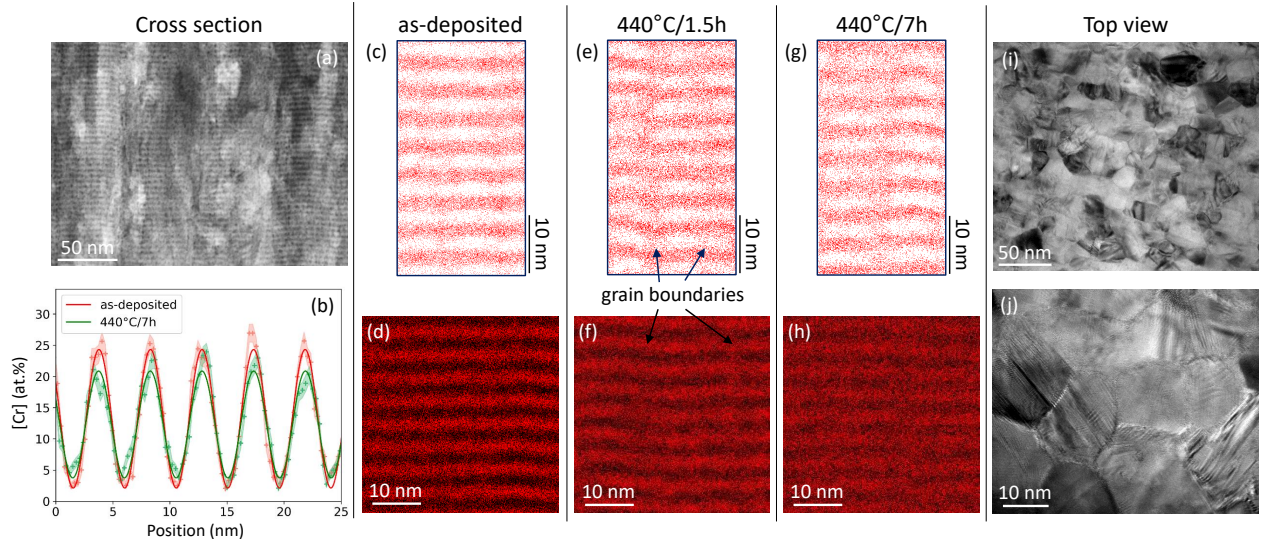 Cross section
(a)
50 nm
(b)
as-deposited
440°C/7h
[Cr] (at.%)
30
25
20
15
10
5
0
0 5 10 15 20 25
Position (nm)
as-deposited
(c)
10 nm
(d)
10 nm
440°C/1.5h
(e)
10 nm
grain boundaries
(f)
10 nm
440°C/7h
(g)
10 nm
(h)
10 nm
Top view
(i)
50 nm
(j)
10 nm